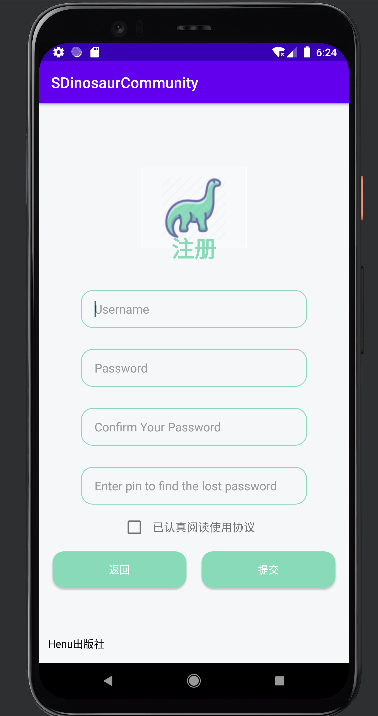 6:24
SDinosaurCommunity
注册
Username
Password
Confirm Your Password
Enter pin to find the lost password
已认真阅读使用协议
返回
提交
Henu出版社